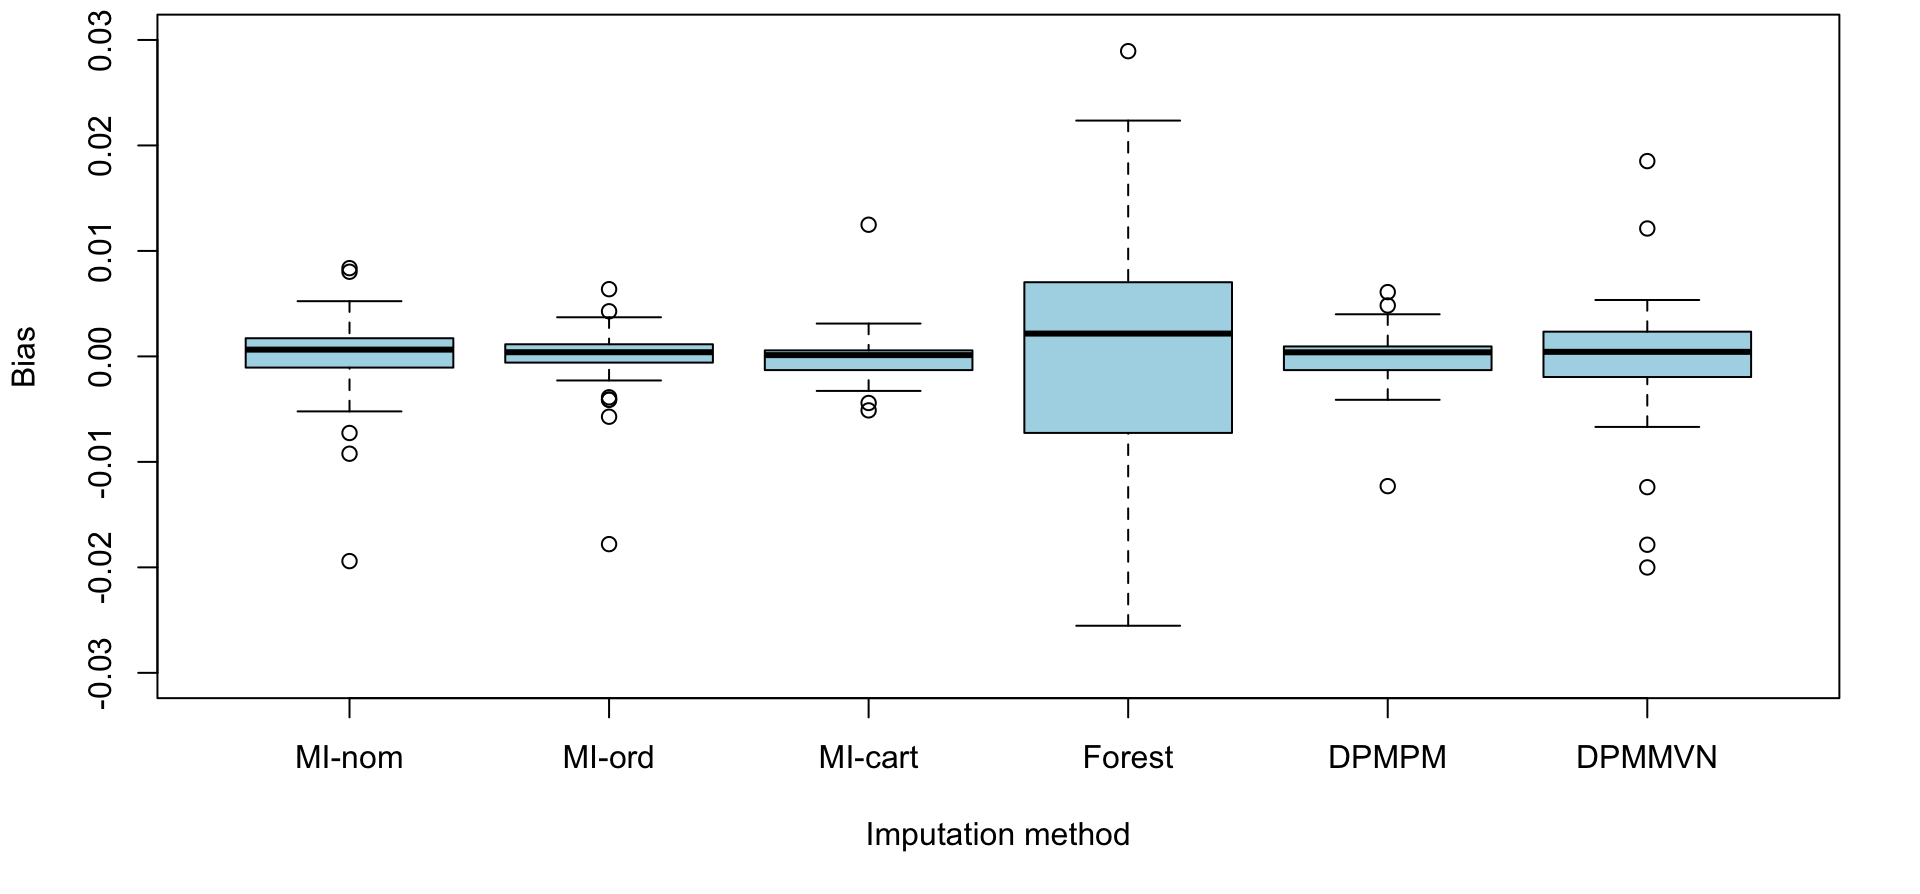 0.03
0.02
0.01
0.00
-0.01
-0.02
-0.03
Bias
MI-nom MI-ord MI-cart Forest DPMPM DPMMVN
Imputation method